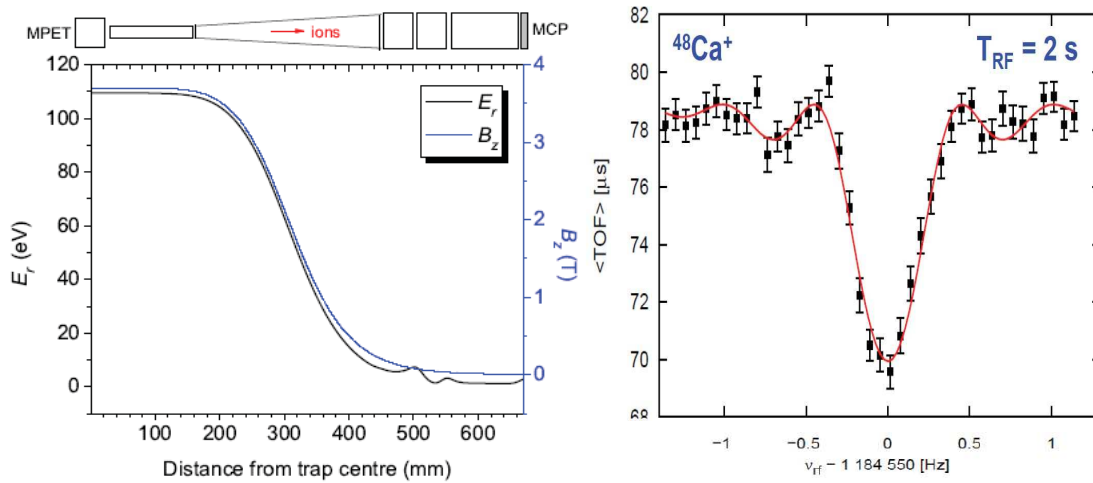 MPET
ions
MCP
120
100
80
60
40
20
0
E_r (eV)
E_r
B_z
4
3
2
1
0
B_z (T)
100 200 300 400 500 600
Distance from trap centre (mm)
⁴⁸Ca⁺
T_RF = 2 s
82
80
78
76
74
72
70
68
<TOF> [µs]
−1 −0.5 0 0.5 1
ν_rf − 1 184 550 [Hz]